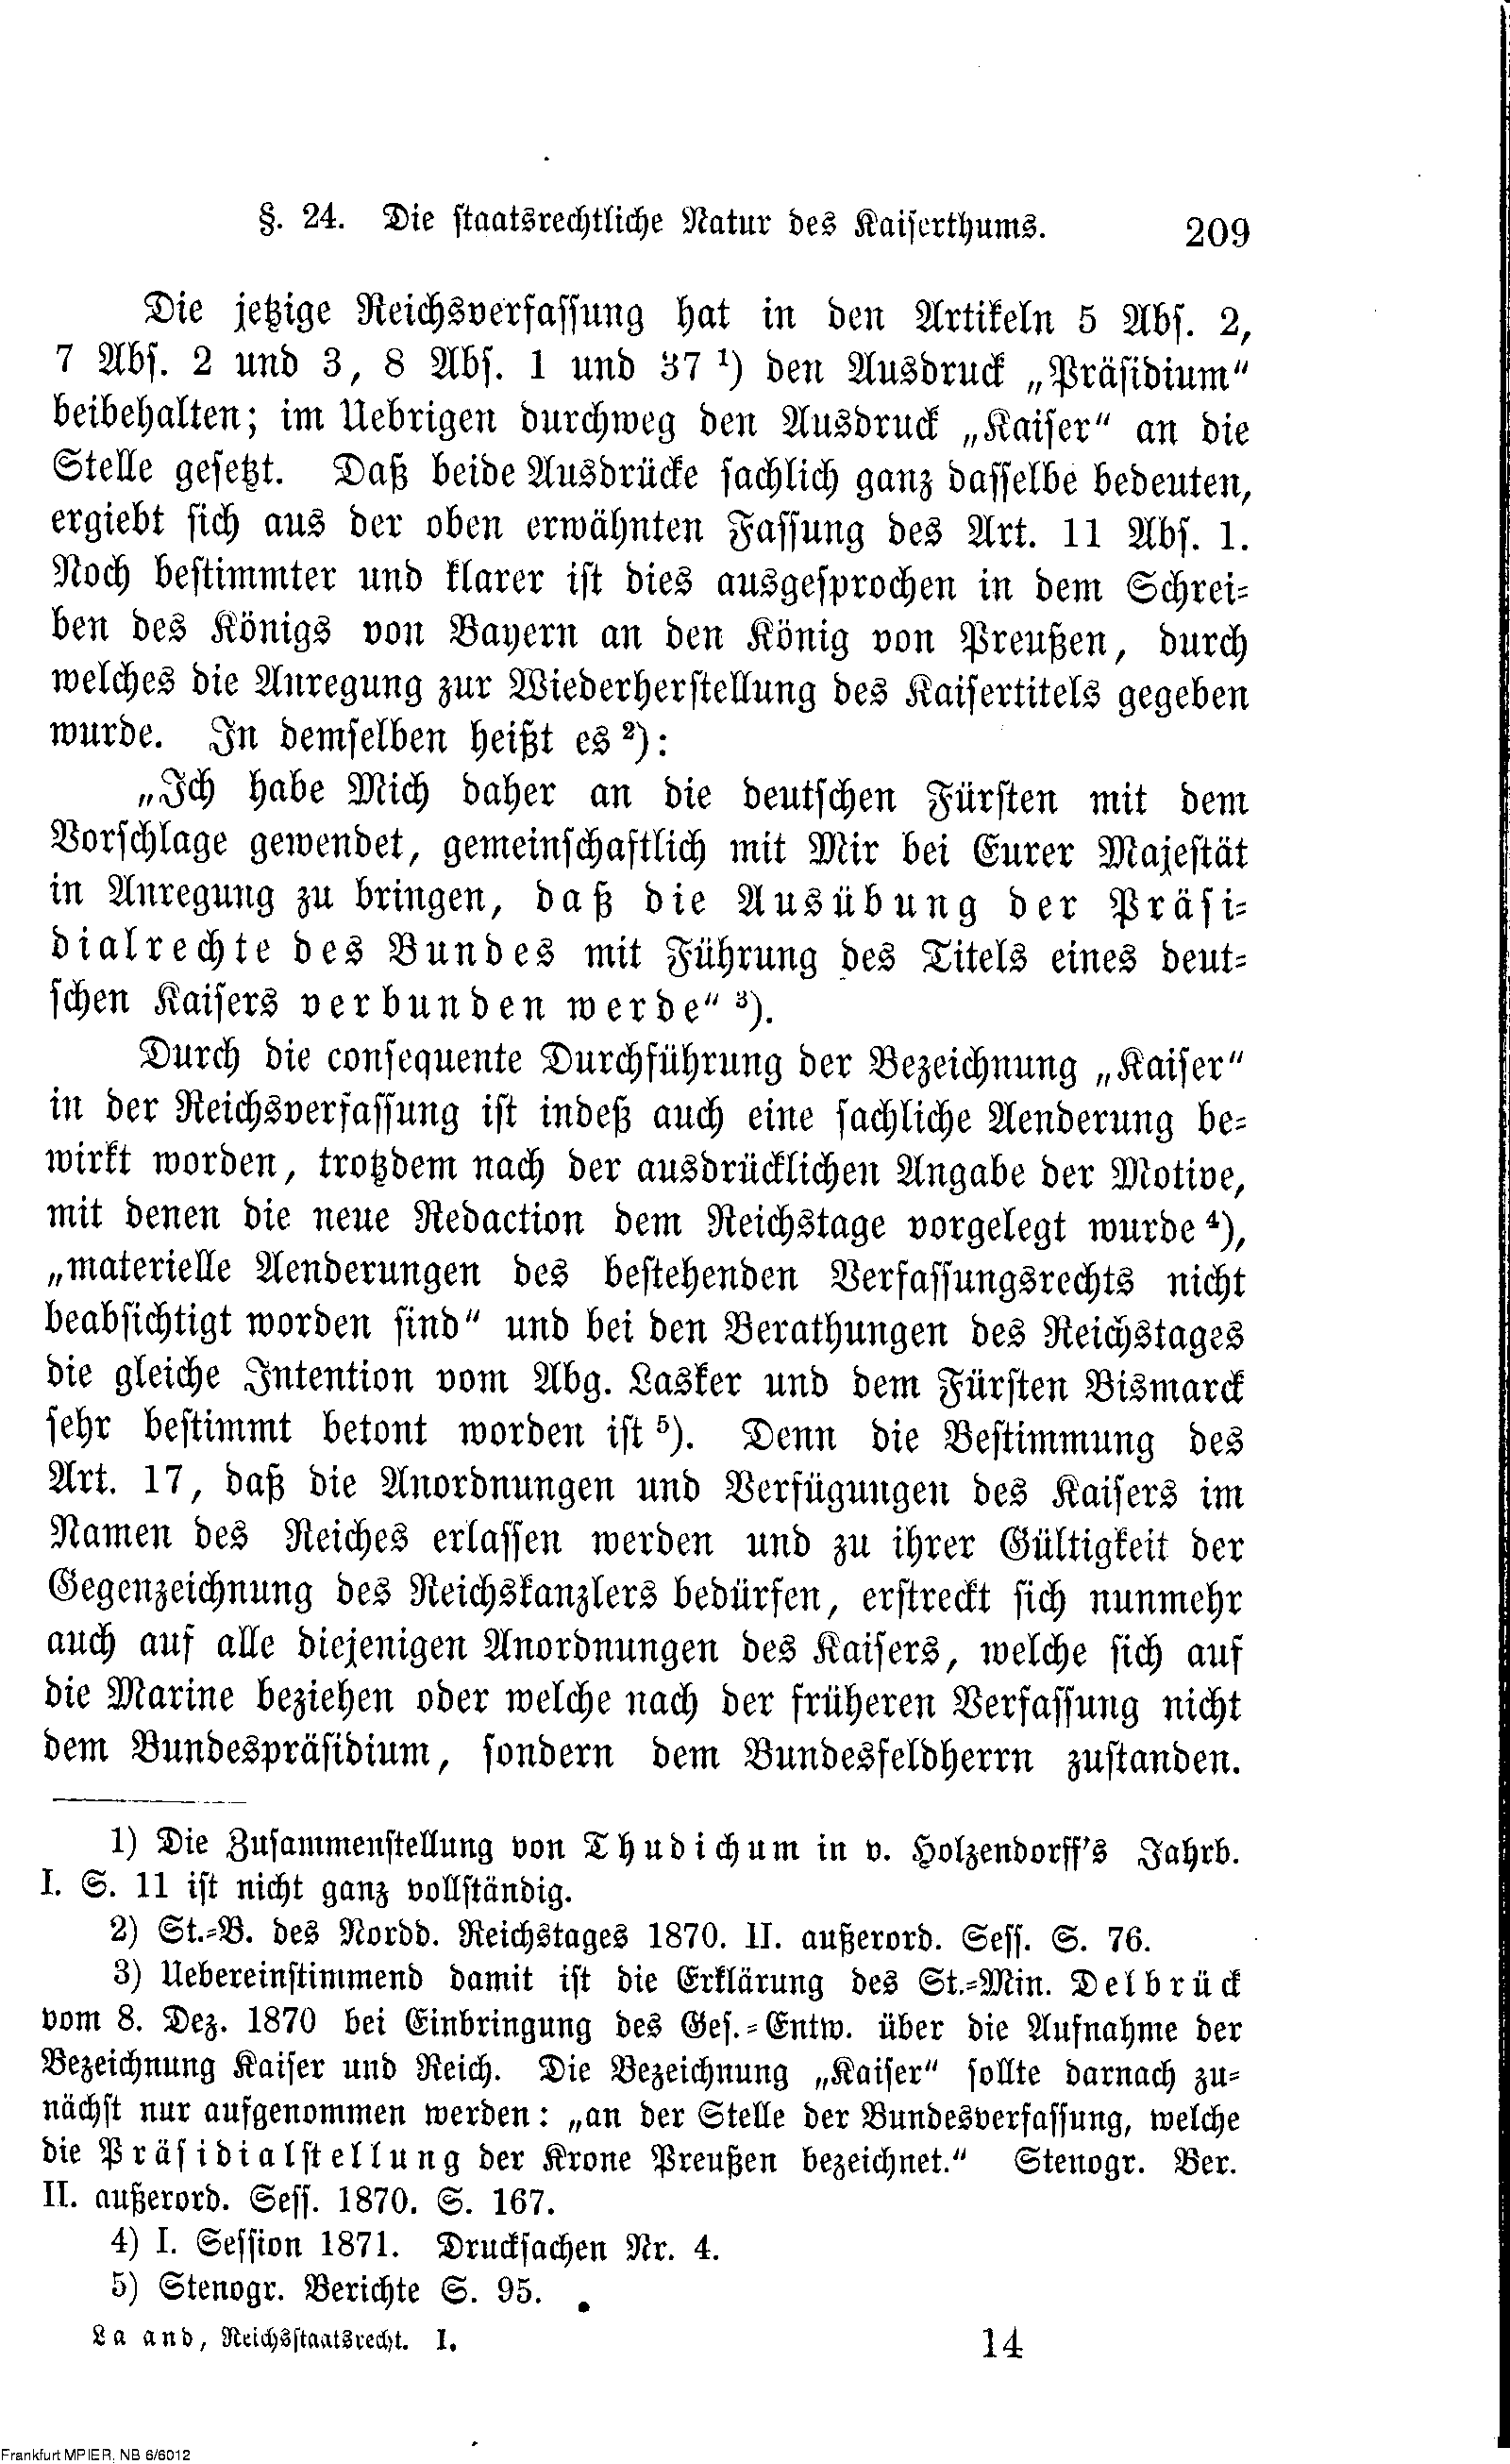 §. 24. Die staatsrechtliche Natur des Kaiserthums. 209
Die jetzige Reichsverfassung hat in den Artikeln 5 Abs. 2,
7 Abs. 2 und 3, 8 Abs. 1 und 37 ¹) den Ausdruck „Präsidium“
beibehalten; im Uebrigen durchweg den Ausdruck „Kaiser“ an die
Stelle gesetzt. Daß beide Ausdrücke sachlich ganz dasselbe bedeuten,
ergiebt sich aus der oben erwähnten Fassung des Art. 11 Abs. 1.
Noch bestimmter und klarer ist dies ausgesprochen in dem Schrei-
ben des Königs von Bayern an den König von Preußen, durch
welches die Anregung zur Wiederherstellung des Kaisertitels gegeben
wurde. In demselben heißt es ²):
„Ich habe Mich daher an die deutschen Fürsten mit dem
Vorschlage gewendet, gemeinschaftlich mit Mir bei Eurer Majestät
in Anregung zu bringen, daß die Ausübung der Präsi-
dialrechte des Bundes mit Führung des Titels eines deut-
schen Kaisers verbunden werde“ ³).
Durch die consequente Durchführung der Bezeichnung „Kaiser“
in der Reichsverfassung ist indeß auch eine sachliche Aenderung be-
wirkt worden, trotzdem nach der ausdrücklichen Angabe der Motive,
mit denen die neue Redaction dem Reichstage vorgelegt wurde ⁴),
„materielle Aenderungen des bestehenden Verfassungsrechts nicht
beabsichtigt worden sind“ und bei den Berathungen des Reichstages
die gleiche Intention vom Abg. Lasker und dem Fürsten Bismarck
sehr bestimmt betont worden ist ⁵). Denn die Bestimmung des
Art. 17, daß die Anordnungen und Verfügungen des Kaisers im
Namen des Reiches erlassen werden und zu ihrer Gültigkeit der
Gegenzeichnung des Reichskanzlers bedürfen, erstreckt sich nunmehr
auch auf alle diejenigen Anordnungen des Kaisers, welche sich auf
die Marine beziehen oder welche nach der früheren Verfassung nicht
dem Bundespräsidium, sondern dem Bundesfeldherrn zustanden.
1) Die Zusammenstellung von Thudichum in v. Holzendorff's Jahrb.
I. S. 11 ist nicht ganz vollständig.
2) St.-B. des Nordd. Reichstages 1870. II. außerord. Sess. S. 76.
3) Uebereinstimmend damit ist die Erklärung des St.-Min. Delbrück
vom 8. Dez. 1870 bei Einbringung des Ges.-Entw. über die Aufnahme der
Bezeichnung Kaiser und Reich. Die Bezeichnung „Kaiser“ sollte darnach zu-
nächst nur aufgenommen werden: „an der Stelle der Bundesverfassung, welche
die Präsidialstellung der Krone Preußen bezeichnet.“ Stenogr. Ber.
II. außerord. Sess. 1870. S. 167.
4) I. Session 1871. Drucksachen Nr. 4.
5) Stenogr. Berichte S. 95.
La and, Reichsstaatsrecht. I. 14
Frankfurt MPIER, NB 6/6012